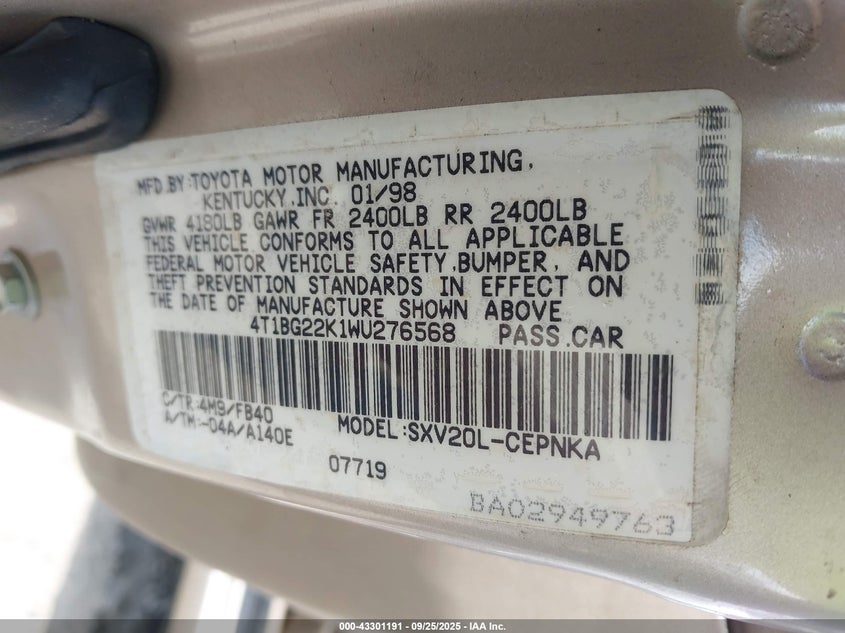 MFD.BY:TOYOTA MOTOR MANUFACTURING,
KENTUCKY,INC. 01/98
GVWR 4180LB GAWR FR 2400LB RR 2400LB
THIS VEHICLE CONFORMS TO ALL APPLICABLE
FEDERAL MOTOR VEHICLE SAFETY,BUMPER, AND
THEFT PREVENTION STANDARDS IN EFFECT ON
THE DATE OF MANUFACTURE SHOWN ABOVE
4T1BG22K1WU276568 PASS.CAR
C/TR:4M9/FB40
A/TM:-04A/A140E
MODEL:SXV20L-CEPNKA
07719
BA02949763
000-43301191 - 09/25/2025 - IAA Inc.